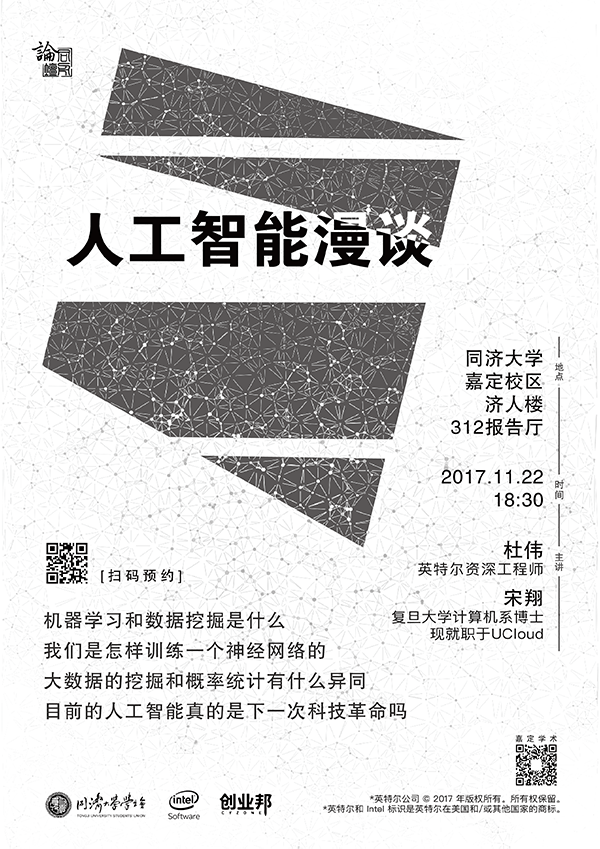 論同
壇済
人工智能漫谈
同济大学
嘉定校区
济人楼
312报告厅
地点
2017.11.22
18:30
时间
杜伟
英特尔资深工程师
主讲
宋翔
复旦大学计算机系博士
现就职于UCloud
[扫码预约]
机器学习和数据挖掘是什么
我们是怎样训练一个神经网络的
大数据的挖掘和概率统计有什么异同
目前的人工智能真的是下一次科技革命吗
嘉定学术
同濟大學學生會
TONGJI UNIVERSITY STUDENTS' UNION
intel
Software
创业邦
CYZONE
*英特尔公司 © 2017 年版权所有。所有权保留。
*英特尔和 Intel 标识是英特尔在美国和/或其他国家的商标。